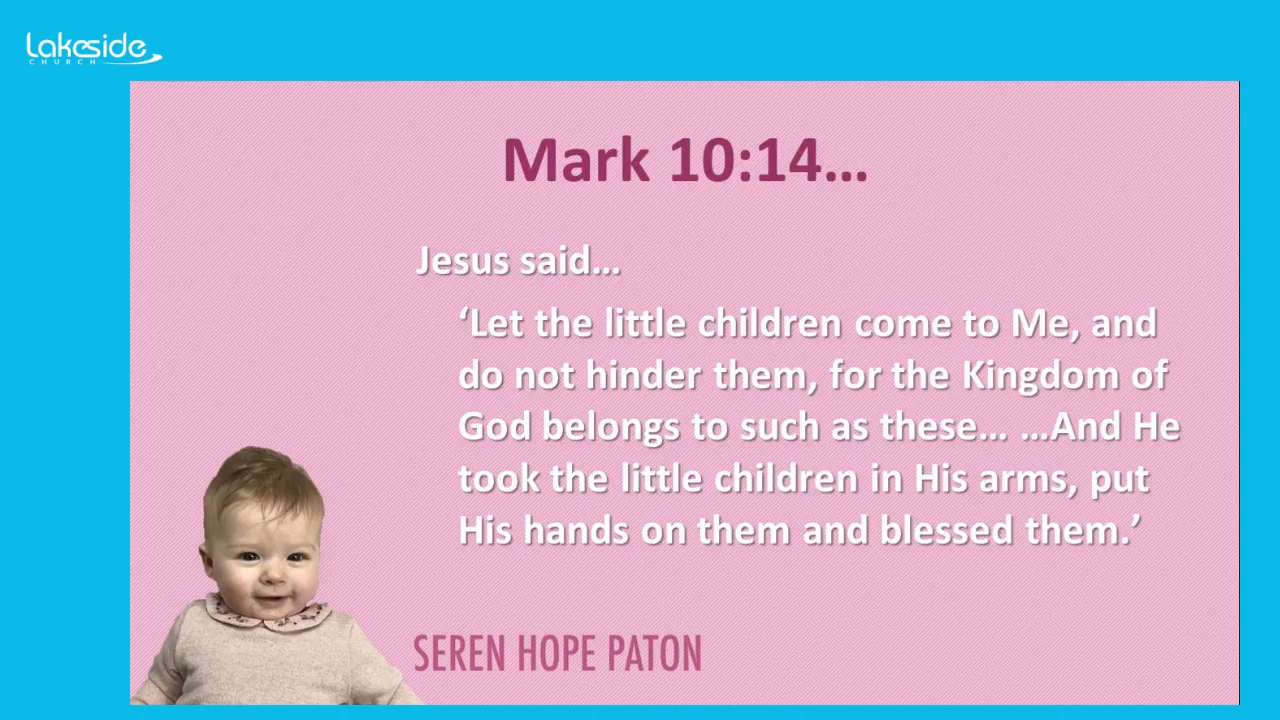 Lakeside
CHURCH
Mark 10:14…
Jesus said…
‘Let the little children come to Me, and
do not hinder them, for the Kingdom of
God belongs to such as these… …And He
took the little children in His arms, put
His hands on them and blessed them.’
SEREN HOPE PATON